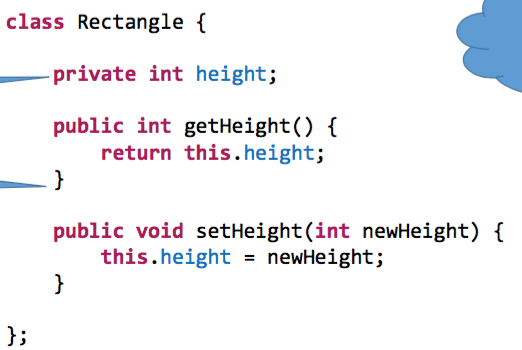 class Rectangle {
private int height;
public int getHeight() {
return this.height;
}
public void setHeight(int newHeight) {
this.height = newHeight;
}
};